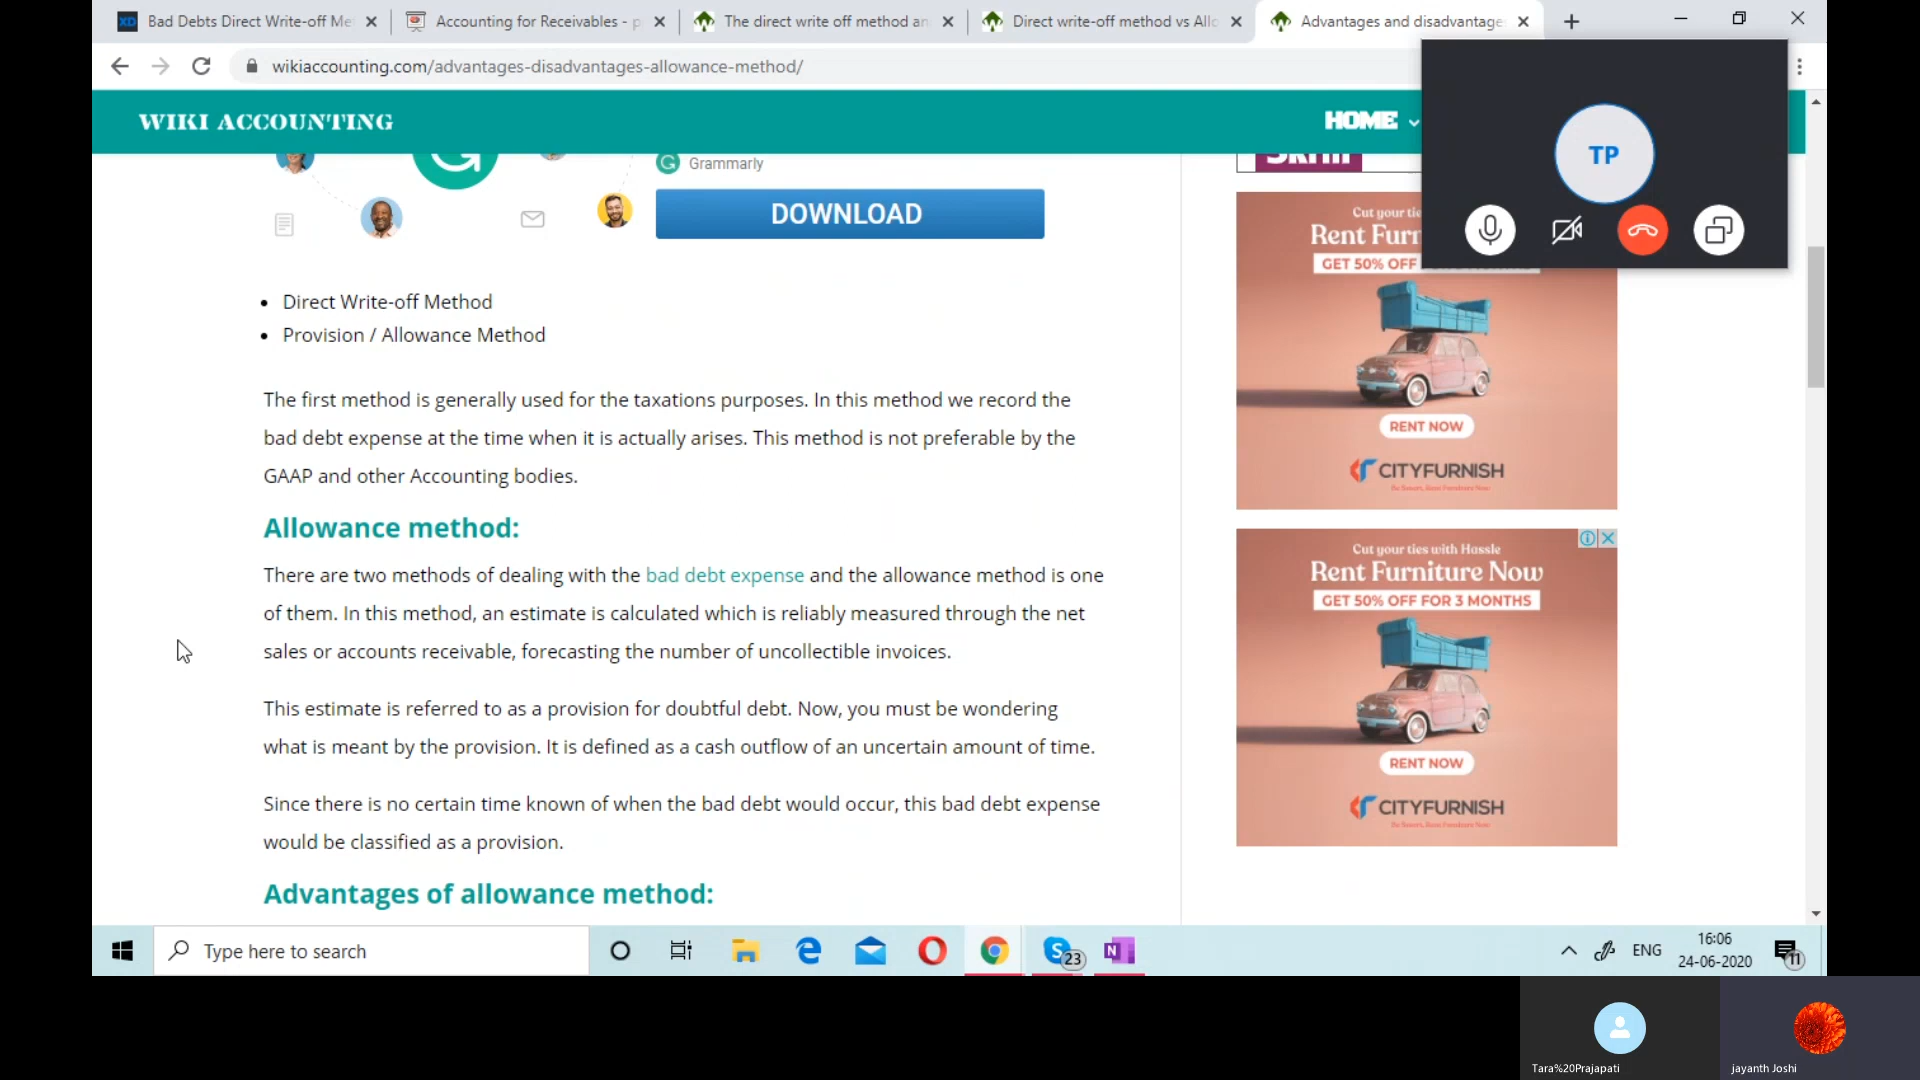 Bad Debts Direct Write-off Me
Accounting for Receivables - p
The direct write off method an
Direct write-off method vs Allo
Advantages and disadvantage
wikiaccounting.com/advantages-disadvantages-allowance-method/
WIKI ACCOUNTING
HOME
TP
Grammarly
DOWNLOAD
• Direct Write-off Method
• Provision / Allowance Method
The first method is generally used for the taxations purposes. In this method we record the
bad debt expense at the time when it is actually arises. This method is not preferable by the
GAAP and other Accounting bodies.
Allowance method:
There are two methods of dealing with the bad debt expense and the allowance method is one
of them. In this method, an estimate is calculated which is reliably measured through the net
sales or accounts receivable, forecasting the number of uncollectible invoices.
This estimate is referred to as a provision for doubtful debt. Now, you must be wondering
what is meant by the provision. It is defined as a cash outflow of an uncertain amount of time.
Since there is no certain time known of when the bad debt would occur, this bad debt expense
would be classified as a provision.
Advantages of allowance method:
Cut your tie
Rent Furr
GET 50% OFF
RENT NOW
CITYFURNISH
Cut your ties with Hassle
Rent Furniture Now
GET 50% OFF FOR 3 MONTHS
RENT NOW
CITYFURNISH
Type here to search
23
ENG
16:06
24-06-2020
11
Tara%20Prajapati
jayanth Joshi